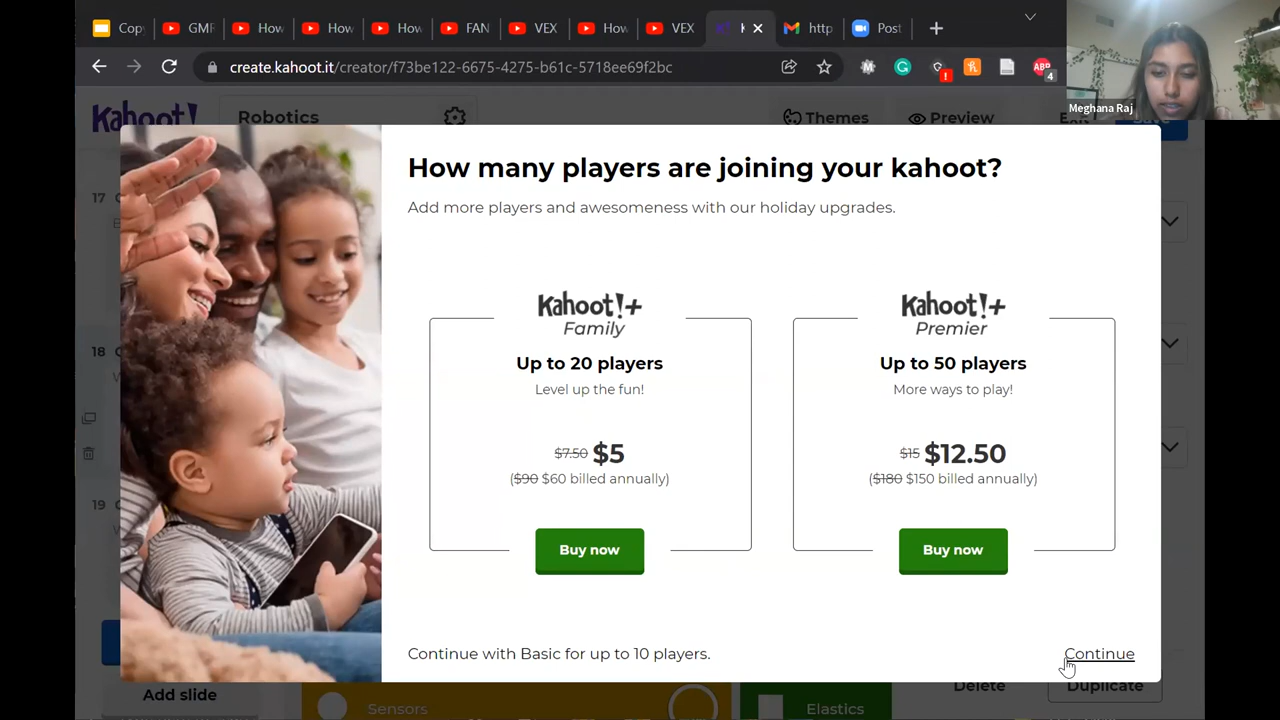 Copy
GMF
How
How
How
FAN
VEX
How
VEX
K
http
Post
create.kahoot.it/creator/f73be122-6675-4275-b61c-5718ee69f2bc
!
ABP
4
Meghana Raj
Kahoot!
Robotics
Themes
Preview
Exit
Save
How many players are joining your kahoot?
Add more players and awesomeness with our holiday upgrades.
Kahoot!+
Family
Up to 20 players
Level up the fun!
$7.50 $5
($90 $60 billed annually)
Buy now
Kahoot!+
Premier
Up to 50 players
More ways to play!
$15 $12.50
($180 $150 billed annually)
Buy now
Continue with Basic for up to 10 players.
Continue
17
18
19
Add slide
Sensors
Elastics
Delete
Duplicate